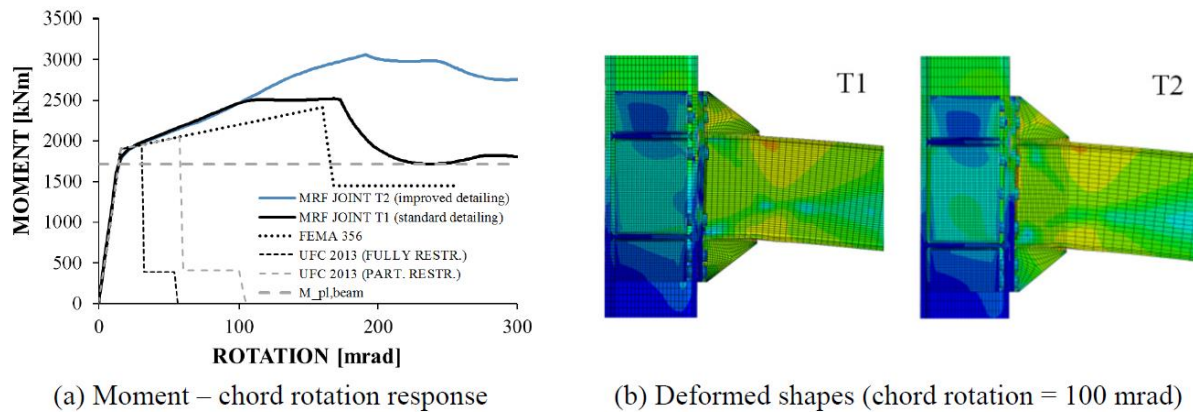 3500
3000
2500
2000
1500
1000
500
0
MOMENT [kNm]
MRF JOINT T2 (improved detailing)
MRF JOINT T1 (standard detailing)
FEMA 356
UFC 2013 (FULLY RESTR.)
UFC 2013 (PART. RESTR.)
M_pl,beam
0 100 200 300
ROTATION [mrad]
T1
T2
(a) Moment – chord rotation response
(b) Deformed shapes (chord rotation = 100 mrad)